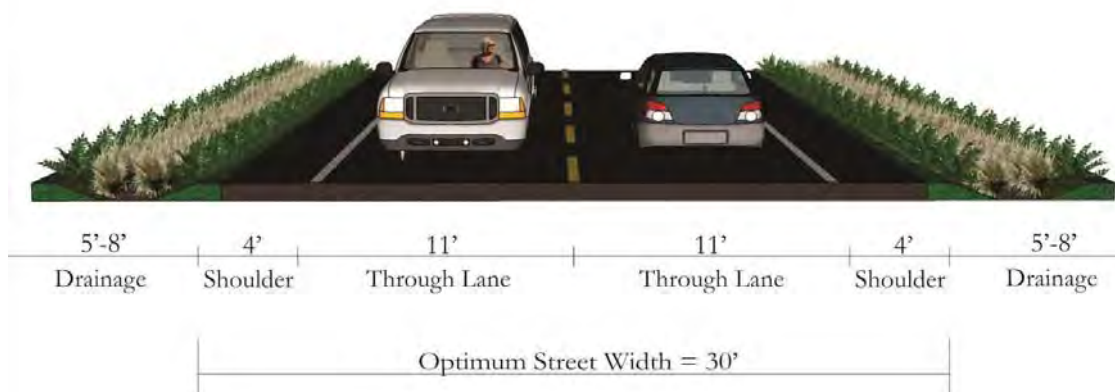 5’-8’ 4’ 11’ 11’ 4’ 5’-8’
Drainage Shoulder Through Lane Through Lane Shoulder Drainage
Optimum Street Width = 30’